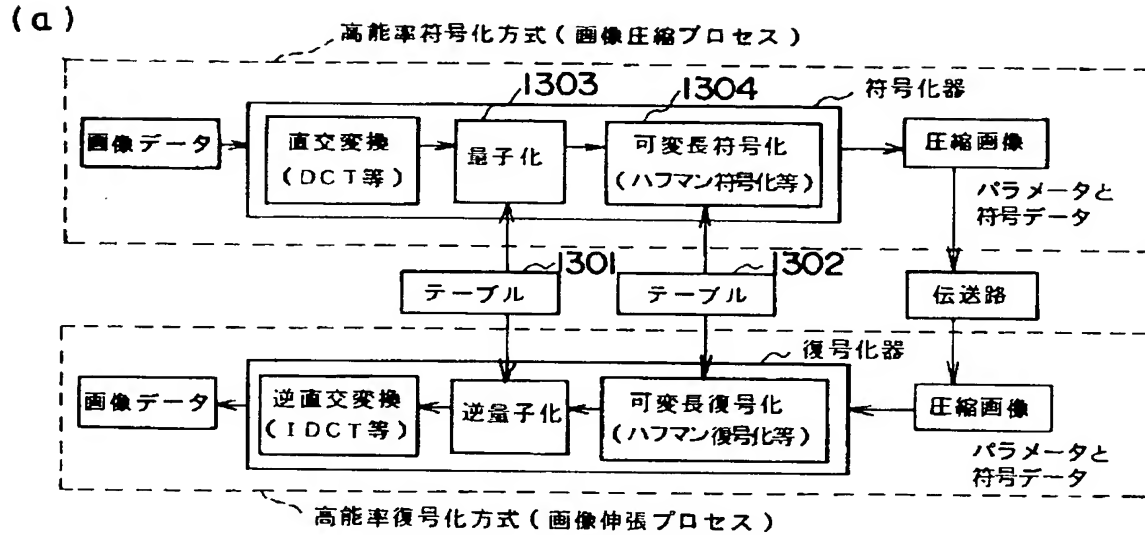 (a)
高能率符号化方式(画像圧縮プロセス)
1303
1304
符号化器
画像データ
直交変換
(DCT等)
量子化
可変長符号化
(ハフマン符号化等)
圧縮画像
パラメータと
符号データ
1301
1302
テーブル
テーブル
伝送路
復号化器
画像データ
逆直交変換
(IDCT等)
逆量子化
可変長復号化
(ハフマン復号化等)
圧縮画像
パラメータと
符号データ
高能率復号化方式(画像伸張プロセス)